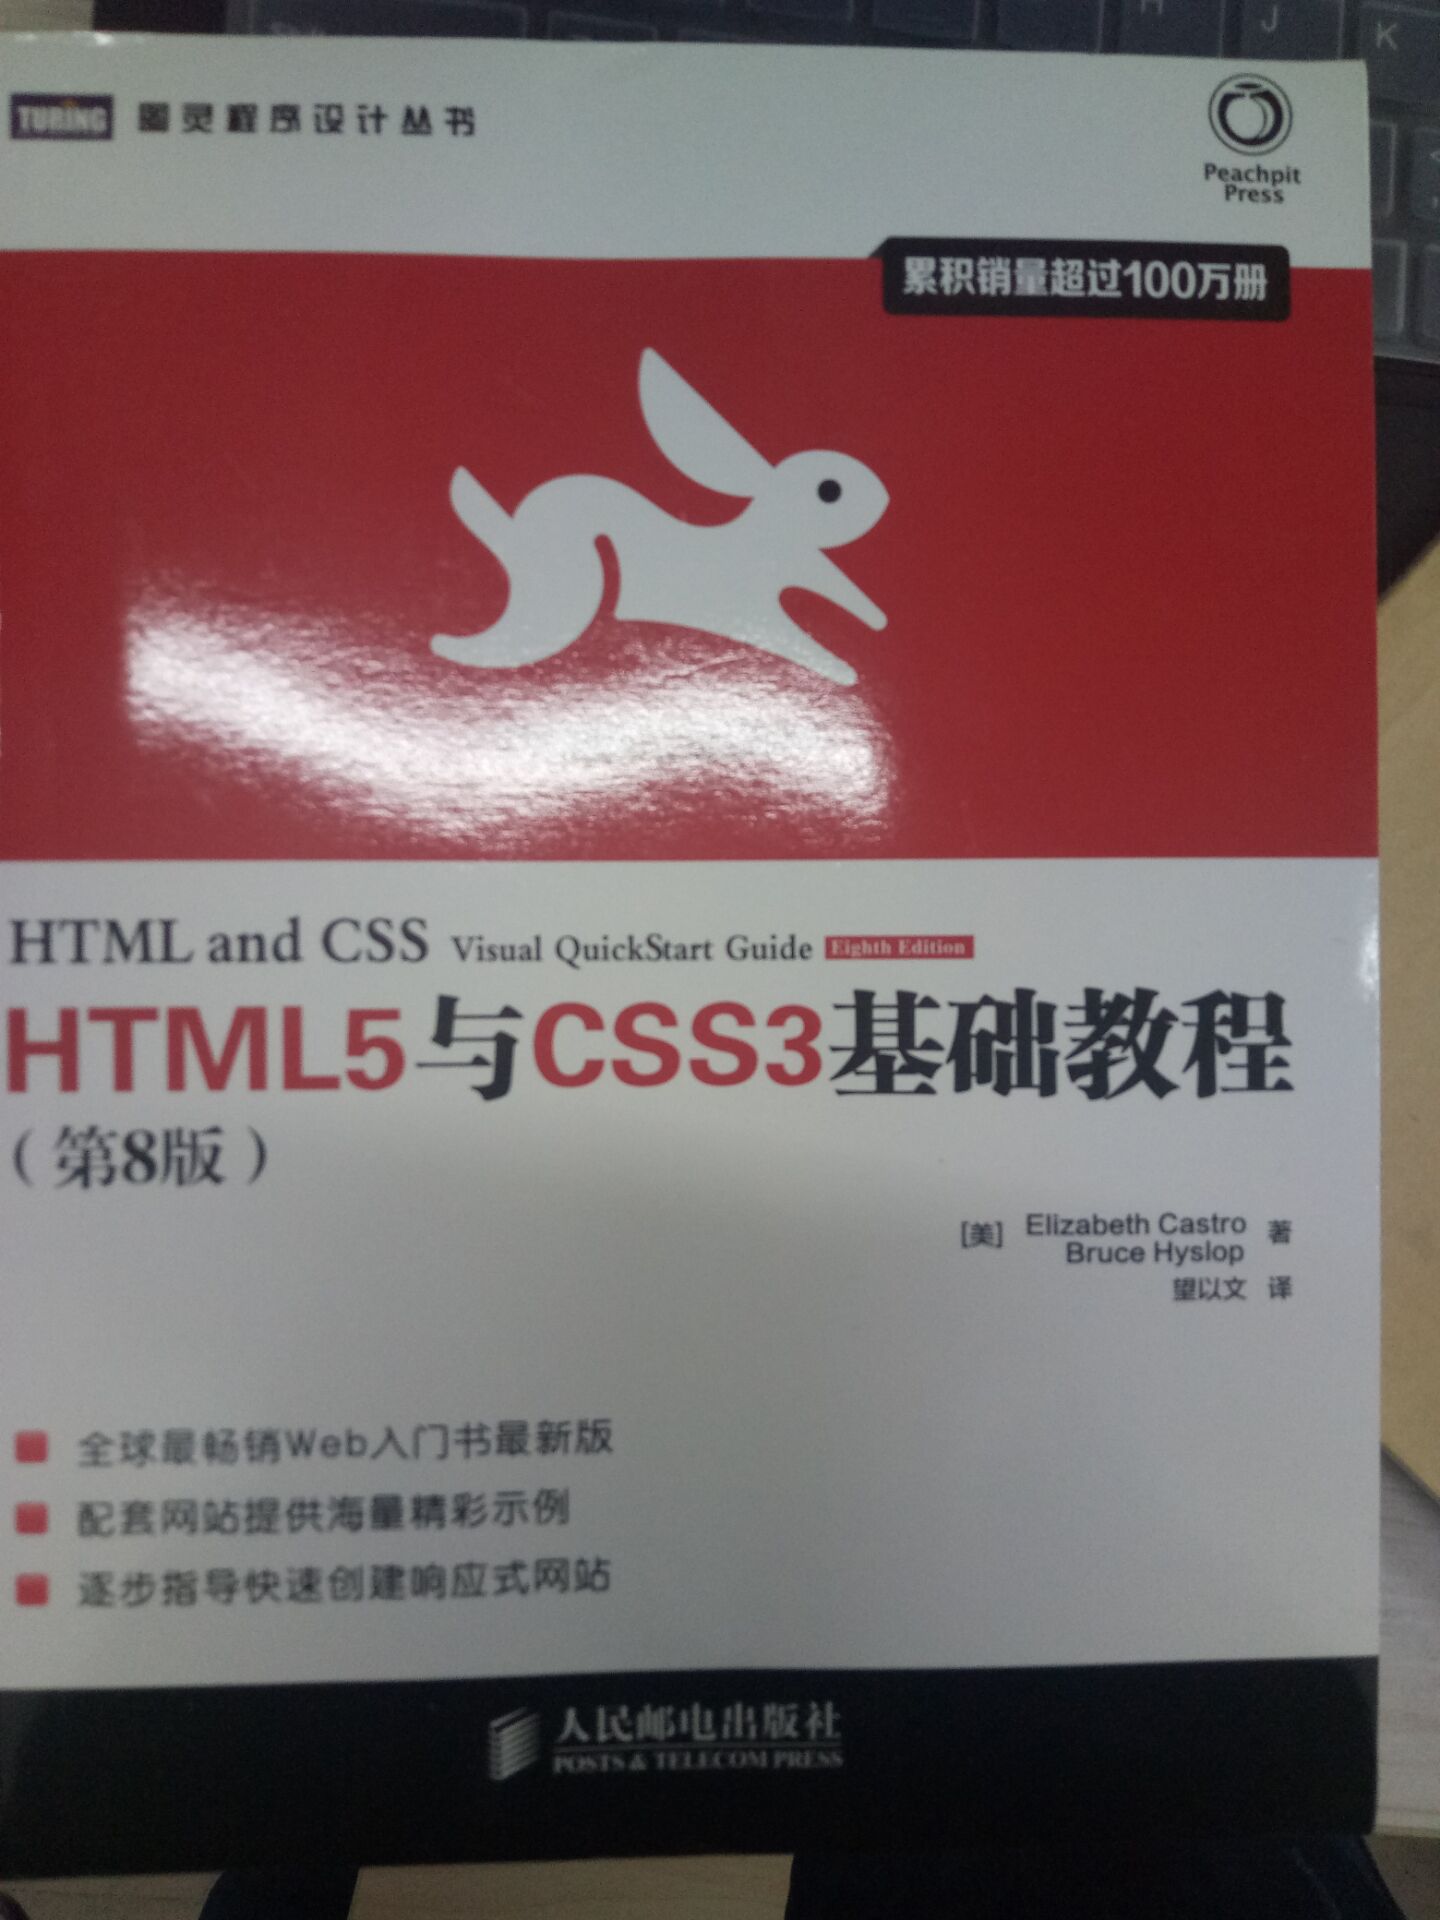 H J K
TURING 图灵程序设计丛书
Peachpit
Press
累积销量超过100万册
HTML and CSS Visual QuickStart Guide Eighth Edition
HTML5与CSS3基础教程
（第8版）
[美] Elizabeth Castro 著
Bruce Hyslop
望以文 译
全球最畅销Web入门书最新版
配套网站提供海量精彩示例
逐步指导快速创建响应式网站
人民邮电出版社
POSTS & TELECOM PRESS